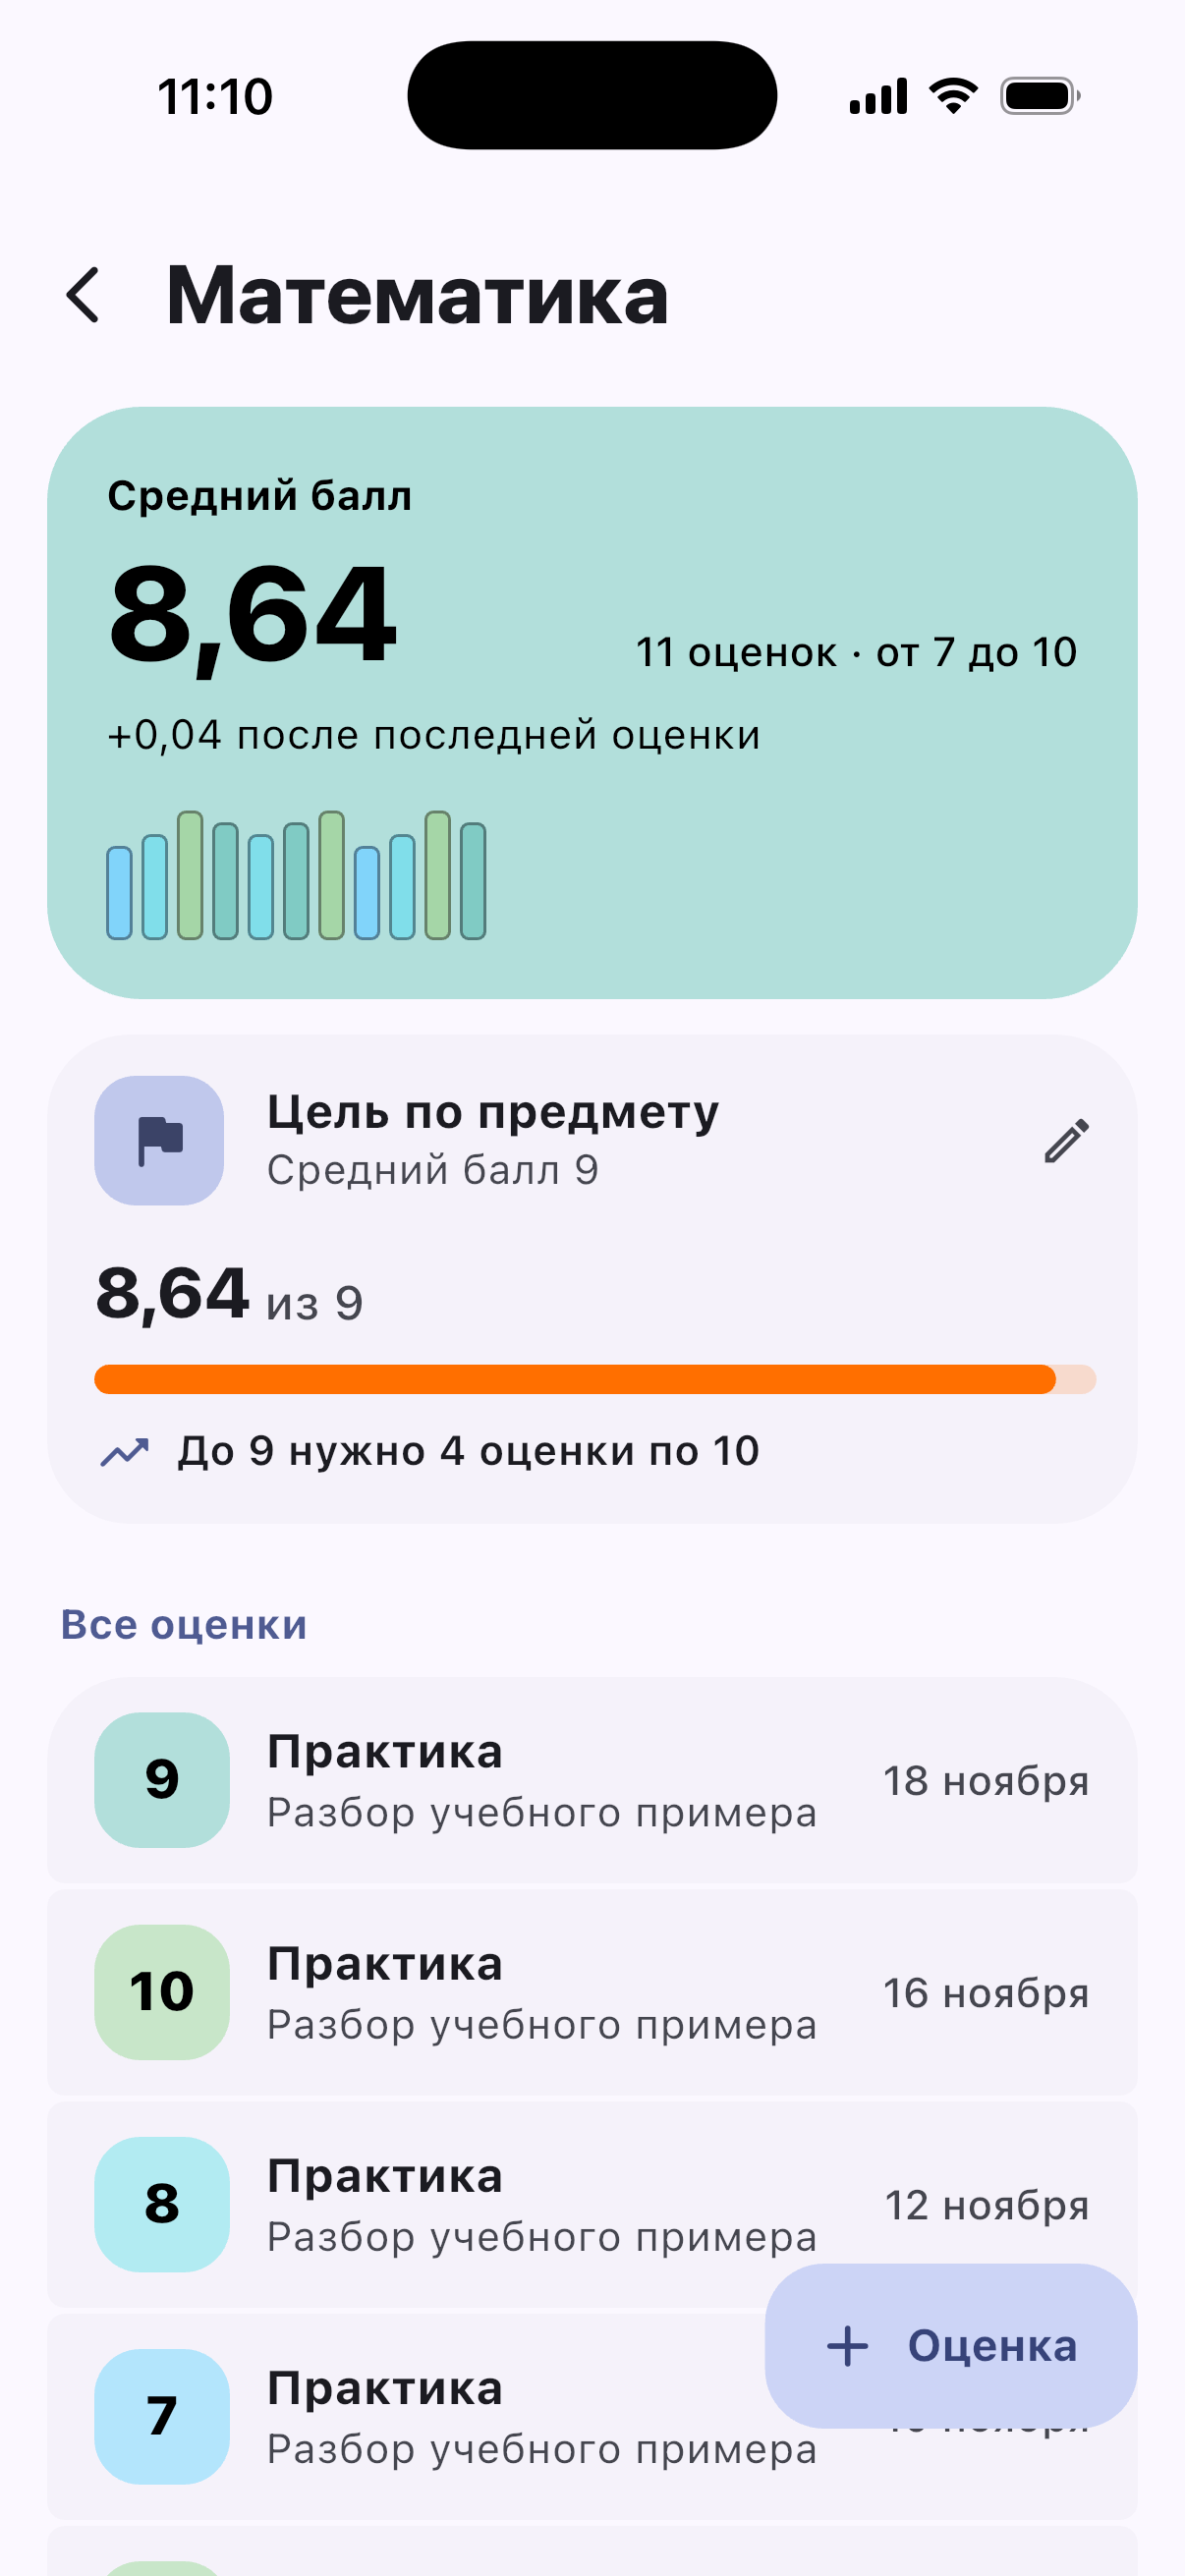 11:10
Математика
Средний балл
8,64
11 оценок · от 7 до 10
+0,04 после последней оценки
Цель по предмету
Средний балл 9
8,64 из 9
До 9 нужно 4 оценки по 10
Все оценки
9
Практика
Разбор учебного примера
18 ноября
10
Практика
Разбор учебного примера
16 ноября
8
Практика
Разбор учебного примера
12 ноября
7
Практика
Разбор учебного примера
+ Оценка